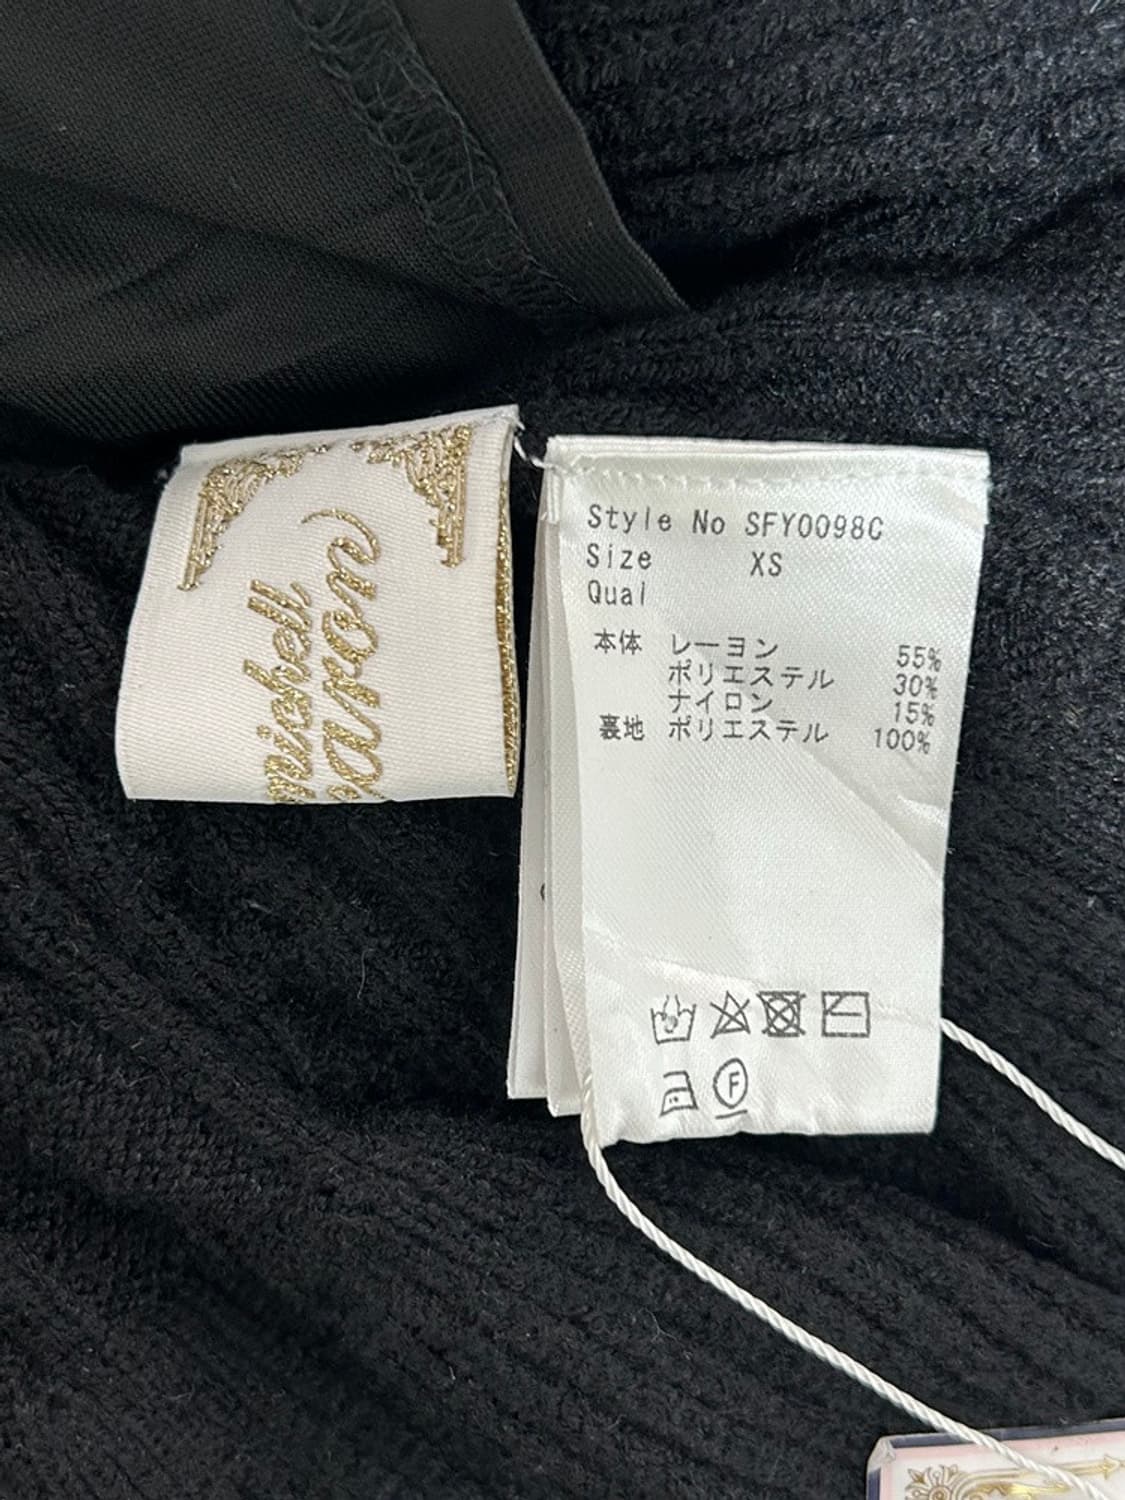 michell
Style No SFY0098C
Size XS
Qual
本体 レーヨン 55%
ポリエステル 30%
ナイロン 15%
裏地 ポリエステル 100%
F